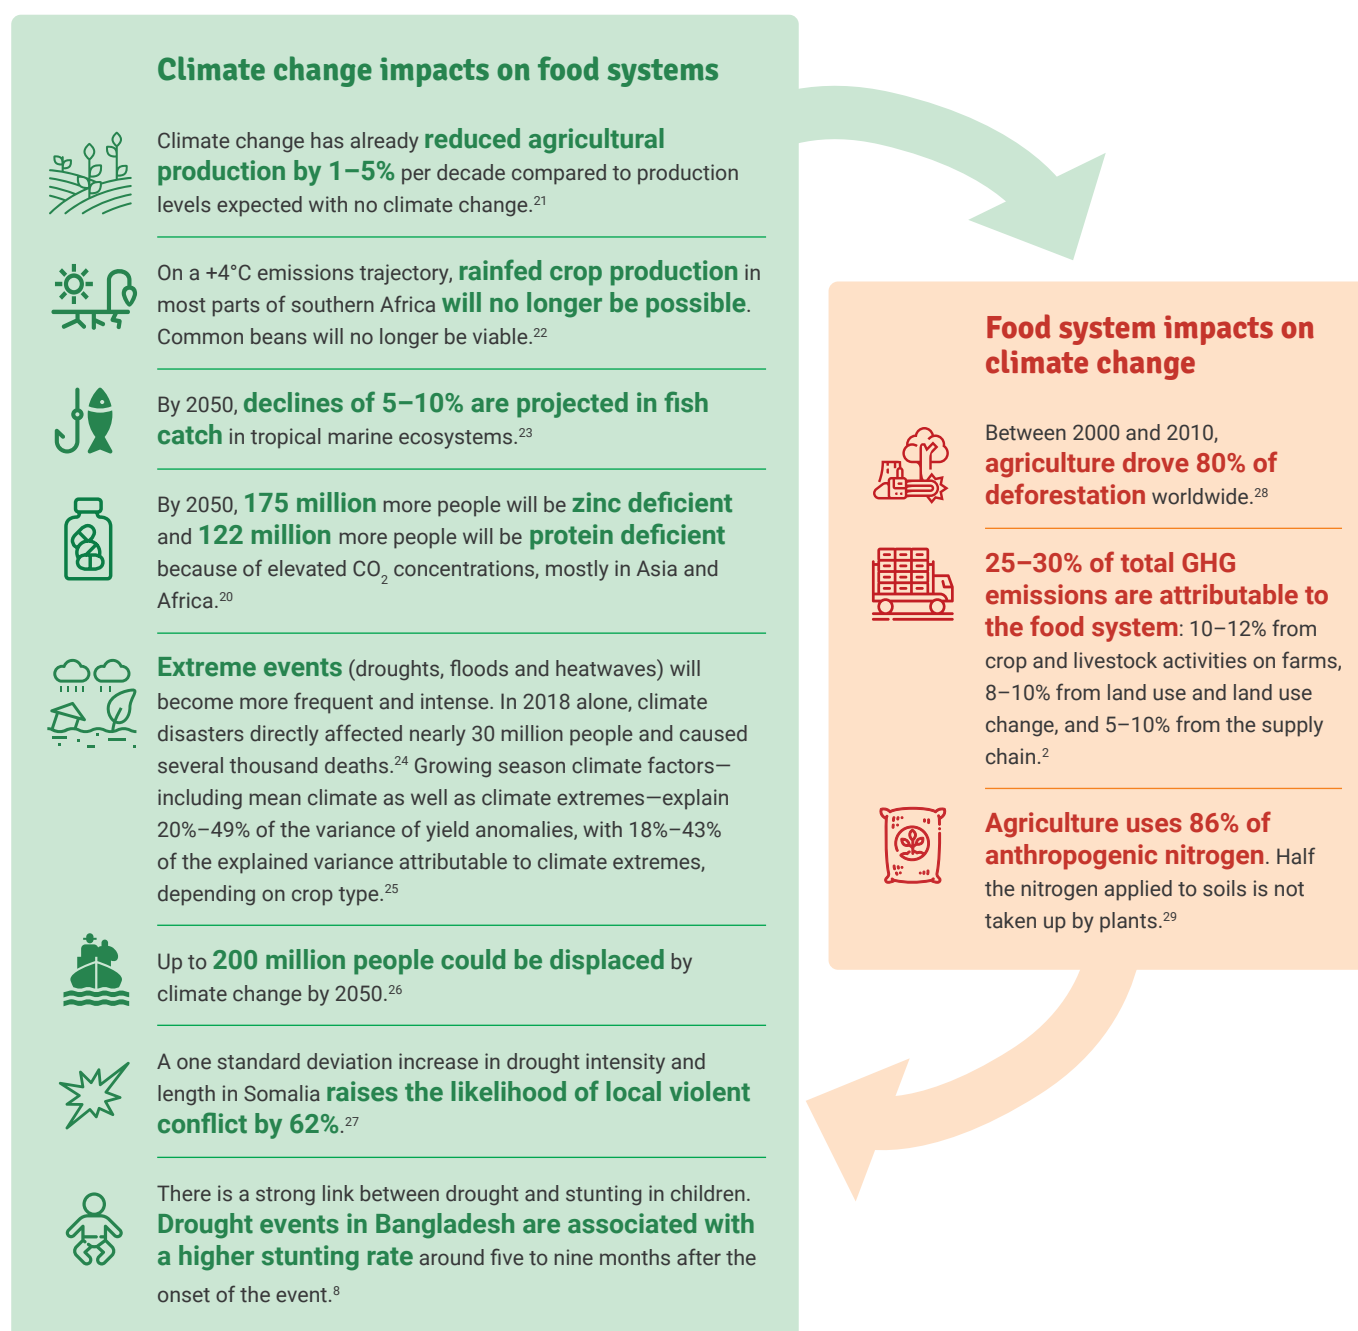 Climate change impacts on food systems
Climate change has already reduced agricultural
production by 1–5% per decade compared to production
levels expected with no climate change.21
On a +4°C emissions trajectory, rainfed crop production in
most parts of southern Africa will no longer be possible.
Common beans will no longer be viable.22
By 2050, declines of 5–10% are projected in fish
catch in tropical marine ecosystems.23
By 2050, 175 million more people will be zinc deficient
and 122 million more people will be protein deficient
because of elevated CO2 concentrations, mostly in Asia and
Africa.20
Extreme events (droughts, floods and heatwaves) will
become more frequent and intense. In 2018 alone, climate
disasters directly affected nearly 30 million people and caused
several thousand deaths.24 Growing season climate factors—
including mean climate as well as climate extremes—explain
20%–49% of the variance of yield anomalies, with 18%–43%
of the explained variance attributable to climate extremes,
depending on crop type.25
Up to 200 million people could be displaced by
climate change by 2050.26
A one standard deviation increase in drought intensity and
length in Somalia raises the likelihood of local violent
conflict by 62%.27
There is a strong link between drought and stunting in children.
Drought events in Bangladesh are associated with
a higher stunting rate around five to nine months after the
onset of the event.8
Food system impacts on
climate change
Between 2000 and 2010,
agriculture drove 80% of
deforestation worldwide.28
25–30% of total GHG
emissions are attributable to
the food system: 10–12% from
crop and livestock activities on farms,
8–10% from land use and land use
change, and 5–10% from the supply
chain.2
Agriculture uses 86% of
anthropogenic nitrogen. Half
the nitrogen applied to soils is not
taken up by plants.29